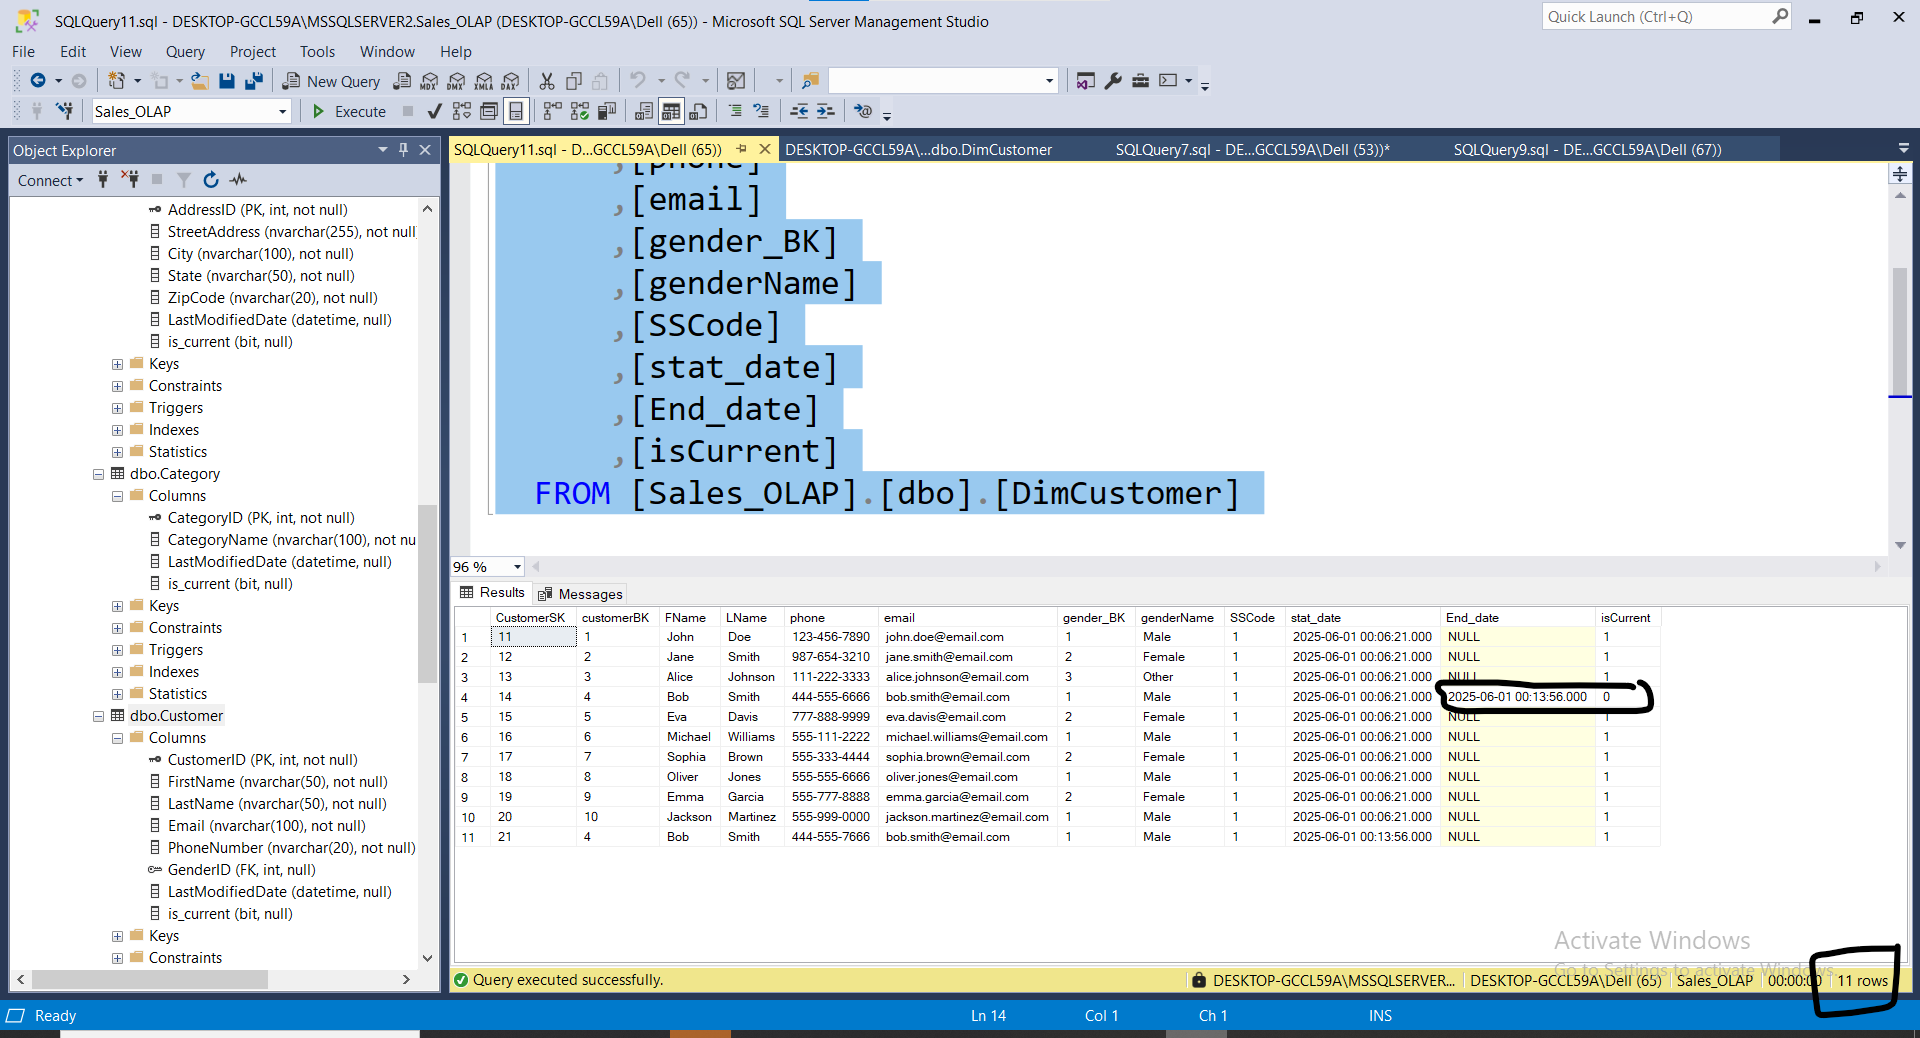 SQLQuery11.sql - DESKTOP-GCCL59A\MSSQLSERVER2.Sales_OLAP (DESKTOP-GCCL59A\Dell (65)) - Microsoft SQL Server Management Studio
Quick Launch (Ctrl+Q)
File Edit View Query Project Tools Window Help
New Query MDX DMX XMLA DAX
Sales_OLAP Execute
Object Explorer
Connect
AddressID (PK, int, not null)
StreetAddress (nvarchar(255), not null
City (nvarchar(100), not null)
State (nvarchar(50), not null)
ZipCode (nvarchar(20), not null)
LastModifiedDate (datetime, null)
is_current (bit, null)
Keys
Constraints
Triggers
Indexes
Statistics
dbo.Category
Columns
CategoryID (PK, int, not null)
CategoryName (nvarchar(100), not nu
LastModifiedDate (datetime, null)
is_current (bit, null)
Keys
Constraints
Triggers
Indexes
Statistics
dbo.Customer
Columns
CustomerID (PK, int, not null)
FirstName (nvarchar(50), not null)
LastName (nvarchar(50), not null)
Email (nvarchar(100), not null)
PhoneNumber (nvarchar(20), not null)
GenderID (FK, int, null)
LastModifiedDate (datetime, null)
is_current (bit, null)
Keys
Constraints
SQLQuery11.sql - D...GCCL59A\Dell (65)) DESKTOP-GCCL59A\...dbo.DimCustomer SQLQuery7.sql - DE...GCCL59A\Dell (53))* SQLQuery9.sql - DE...GCCL59A\Dell (67))
,[phone]
,[email]
,[gender_BK]
,[genderName]
,[SSCode]
,[stat_date]
,[End_date]
,[isCurrent]
FROM [Sales_OLAP].[dbo].[DimCustomer]
96 %
Results Messages
CustomerSK customerBK FName LName phone email gender_BK genderName SSCode stat_date End_date isCurrent
1 11 1 John Doe 123-456-7890 john.doe@email.com 1 Male 1 2025-06-01 00:06:21.000 NULL 1
2 12 2 Jane Smith 987-654-3210 jane.smith@email.com 2 Female 1 2025-06-01 00:06:21.000 NULL 1
3 13 3 Alice Johnson 111-222-3333 alice.johnson@email.com 3 Other 1 2025-06-01 00:06:21.000 NULL 1
4 14 4 Bob Smith 444-555-6666 bob.smith@email.com 1 Male 1 2025-06-01 00:06:21.000 2025-06-01 00:13:56.000 0
5 15 5 Eva Davis 777-888-9999 eva.davis@email.com 2 Female 1 2025-06-01 00:06:21.000 NULL 1
6 16 6 Michael Williams 555-111-2222 michael.williams@email.com 1 Male 1 2025-06-01 00:06:21.000 NULL 1
7 17 7 Sophia Brown 555-333-4444 sophia.brown@email.com 2 Female 1 2025-06-01 00:06:21.000 NULL 1
8 18 8 Oliver Jones 555-555-6666 oliver.jones@email.com 1 Male 1 2025-06-01 00:06:21.000 NULL 1
9 19 9 Emma Garcia 555-777-8888 emma.garcia@email.com 2 Female 1 2025-06-01 00:06:21.000 NULL 1
10 20 10 Jackson Martinez 555-999-0000 jackson.martinez@email.com 1 Male 1 2025-06-01 00:06:21.000 NULL 1
11 21 4 Bob Smith 444-555-7666 bob.smith@email.com 1 Male 1 2025-06-01 00:13:56.000 NULL 1
Activate Windows
Go to Settings to activate Windows.
Query executed successfully. DESKTOP-GCCL59A\MSSQLSERVER... DESKTOP-GCCL59A\Dell (65) Sales_OLAP 00:00:00 11 rows
Ready Ln 14 Col 1 Ch 1 INS